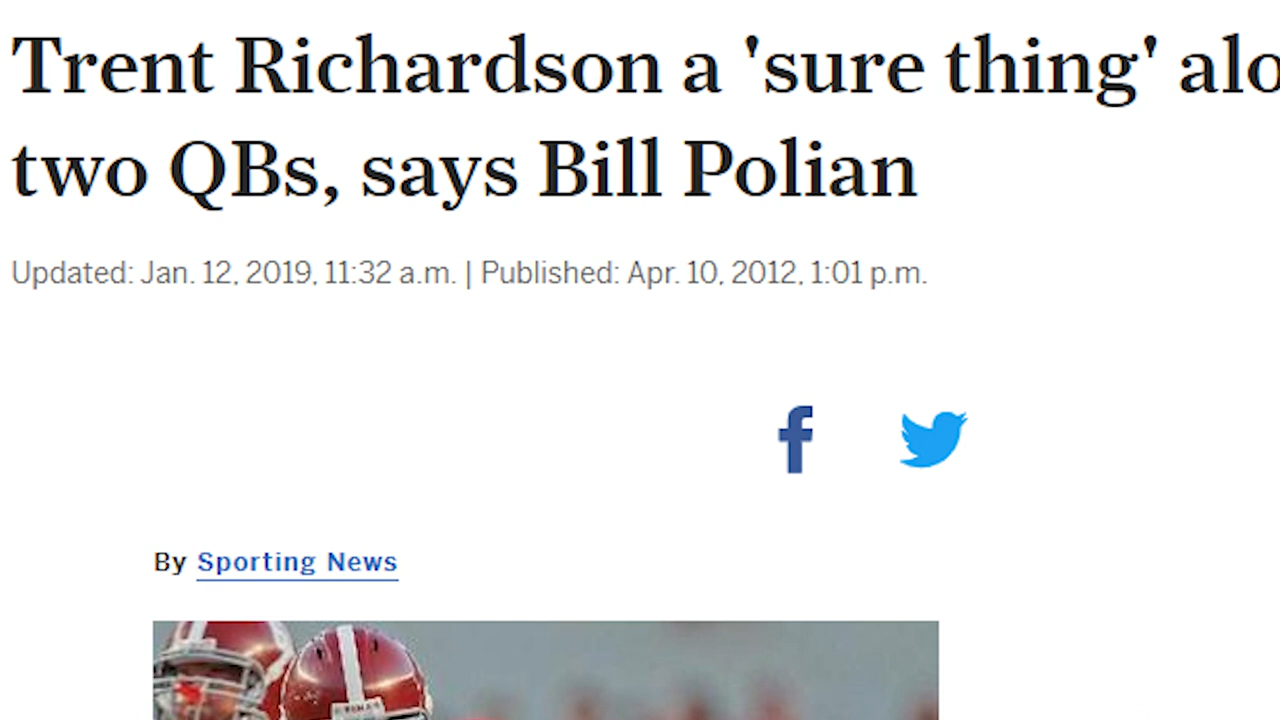 Trent Richardson a 'sure thing' alo
two QBs, says Bill Polian
Updated: Jan. 12, 2019, 11:32 a.m. | Published: Apr. 10, 2012, 1:01 p.m.
By Sporting News